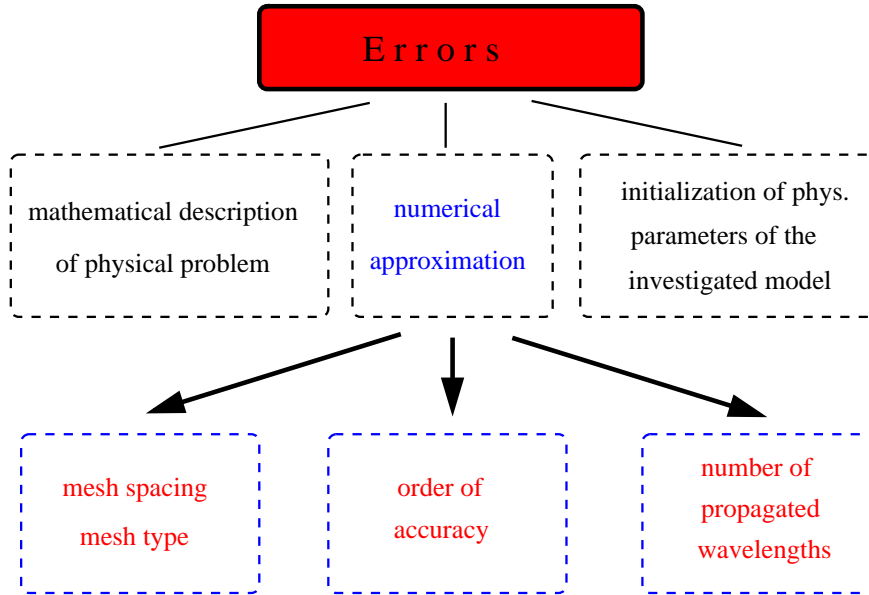 Errors
mathematical description
of physical problem
numerical
approximation
initialization of phys.
parameters of the
investigated model
mesh spacing
mesh type
order of
accuracy
number of
propagated
wavelengths